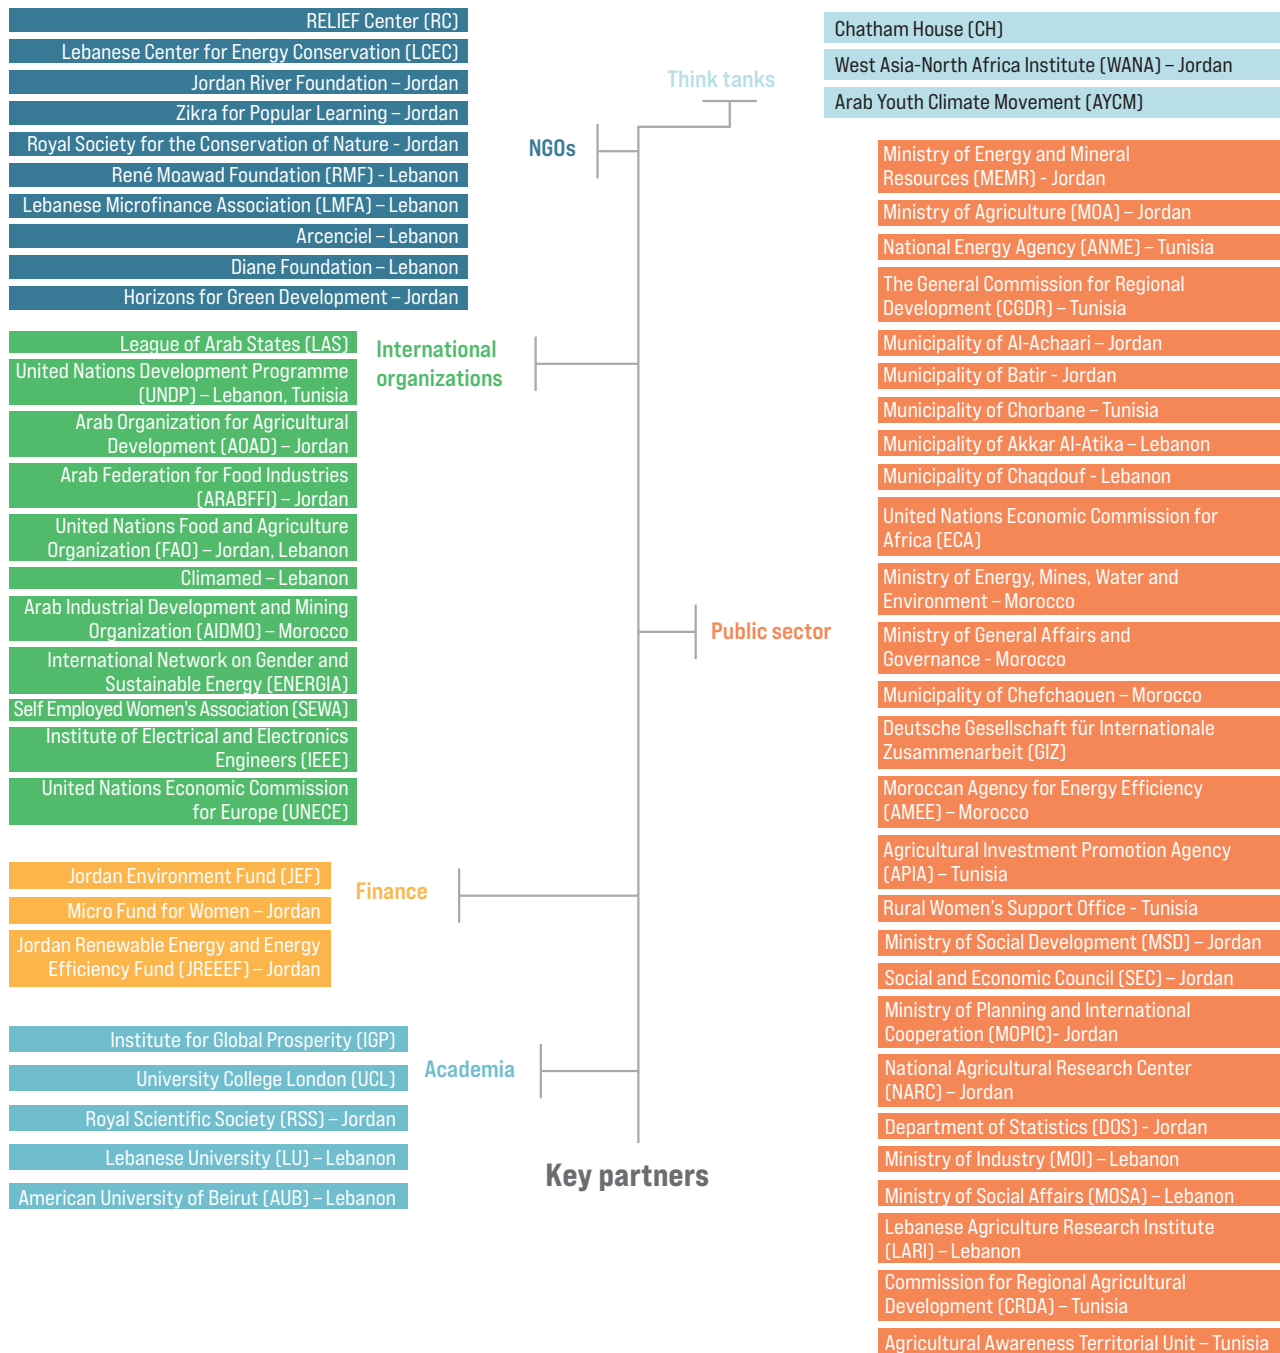 RELIEF Center (RC)
Lebanese Center for Energy Conservation (LCEC)
Jordan River Foundation – Jordan
Zikra for Popular Learning – Jordan
Royal Society for the Conservation of Nature - Jordan
René Moawad Foundation (RMF) - Lebanon
Lebanese Microfinance Association (LMFA) – Lebanon
Arcenciel – Lebanon
Diane Foundation – Lebanon
Horizons for Green Development – Jordan
NGOs
Think tanks
Chatham House (CH)
West Asia-North Africa Institute (WANA) – Jordan
Arab Youth Climate Movement (AYCM)
League of Arab States (LAS)
United Nations Development Programme
(UNDP) – Lebanon, Tunisia
Arab Organization for Agricultural
Development (AOAD) – Jordan
Arab Federation for Food Industries
(ARABFFI) – Jordan
United Nations Food and Agriculture
Organization (FAO) – Jordan, Lebanon
Climamed – Lebanon
Arab Industrial Development and Mining
Organization (AIDMO) – Morocco
International Network on Gender and
Sustainable Energy (ENERGIA)
Self Employed Women's Association (SEWA)
Institute of Electrical and Electronics
Engineers (IEEE)
United Nations Economic Commission
for Europe (UNECE)
International
organizations
Public sector
Ministry of Energy and Mineral
Resources (MEMR) - Jordan
Ministry of Agriculture (MOA) – Jordan
National Energy Agency (ANME) – Tunisia
The General Commission for Regional
Development (CGDR) – Tunisia
Municipality of Al-Achaari – Jordan
Municipality of Batir - Jordan
Municipality of Chorbane – Tunisia
Municipality of Akkar Al-Atika – Lebanon
Municipality of Chaqdouf - Lebanon
United Nations Economic Commission for
Africa (ECA)
Ministry of Energy, Mines, Water and
Environment – Morocco
Ministry of General Affairs and
Governance - Morocco
Municipality of Chefchaouen – Morocco
Deutsche Gesellschaft für Internationale
Zusammenarbeit (GIZ)
Moroccan Agency for Energy Efficiency
(AMEE) – Morocco
Agricultural Investment Promotion Agency
(APIA) – Tunisia
Rural Women’s Support Office - Tunisia
Ministry of Social Development (MSD) – Jordan
Social and Economic Council (SEC) – Jordan
Ministry of Planning and International
Cooperation (MOPIC)- Jordan
National Agricultural Research Center
(NARC) – Jordan
Department of Statistics (DOS) - Jordan
Ministry of Industry (MOI) – Lebanon
Ministry of Social Affairs (MOSA) – Lebanon
Lebanese Agriculture Research Institute
(LARI) – Lebanon
Commission for Regional Agricultural
Development (CRDA) – Tunisia
Agricultural Awareness Territorial Unit – Tunisia
Jordan Environment Fund (JEF)
Micro Fund for Women – Jordan
Jordan Renewable Energy and Energy
Efficiency Fund (JREEEF) – Jordan
Finance
Institute for Global Prosperity (IGP)
University College London (UCL)
Royal Scientific Society (RSS) – Jordan
Lebanese University (LU) – Lebanon
American University of Beirut (AUB) – Lebanon
Academia
Key partners